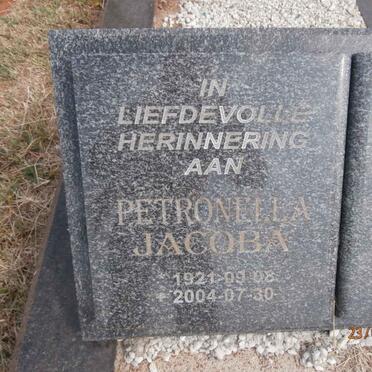 IN
LIEFDEVOLLE
HERINNERING
AAN
PETRONELLA
JACOBA
* 1921-09-08
+ 2004-07-30